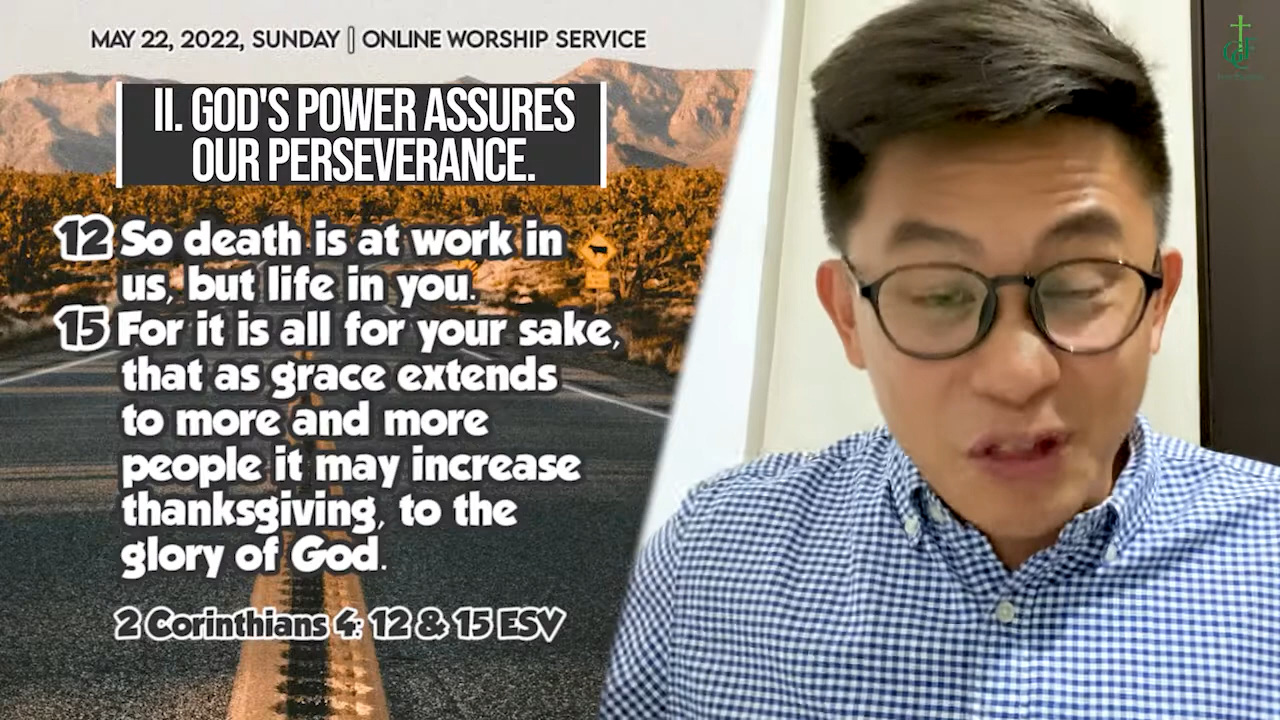 MAY 22, 2022, SUNDAY | ONLINE WORSHIP SERVICE
II. GOD'S POWER ASSURES
OUR PERSEVERANCE.
12 So death is at work in
us, but life in you.
15 For it is all for your sake,
that as grace extends
to more and more
people it may increase
thanksgiving, to the
glory of God.
2 Corinthians 4: 12 & 15 ESV